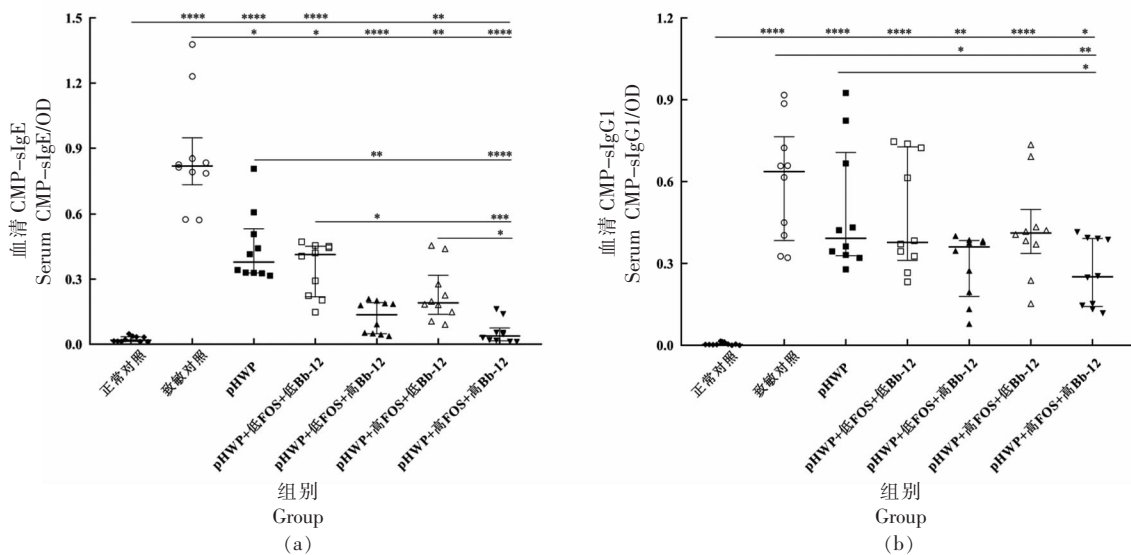 血清 CMP-sIgE
Serum CMP-sIgE/OD
1.5
1.2
0.9
0.6
0.3
0.0
**** **** **** **
* * **** ** ****
** ****
* ***
*
正常对照
致敏对照
pHWP
pHWP+低FOS+低Bb-12
pHWP+低FOS+高Bb-12
pHWP+高FOS+低Bb-12
pHWP+高FOS+高Bb-12
组别
Group
(a)
血清 CMP-sIgG1
Serum CMP-sIgG1/OD
1.2
0.9
0.6
0.3
0.0
**** **** **** ** **** *
* **
*
正常对照
致敏对照
pHWP
pHWP+低FOS+低Bb-12
pHWP+低FOS+高Bb-12
pHWP+高FOS+低Bb-12
pHWP+高FOS+高Bb-12
组别
Group
(b)